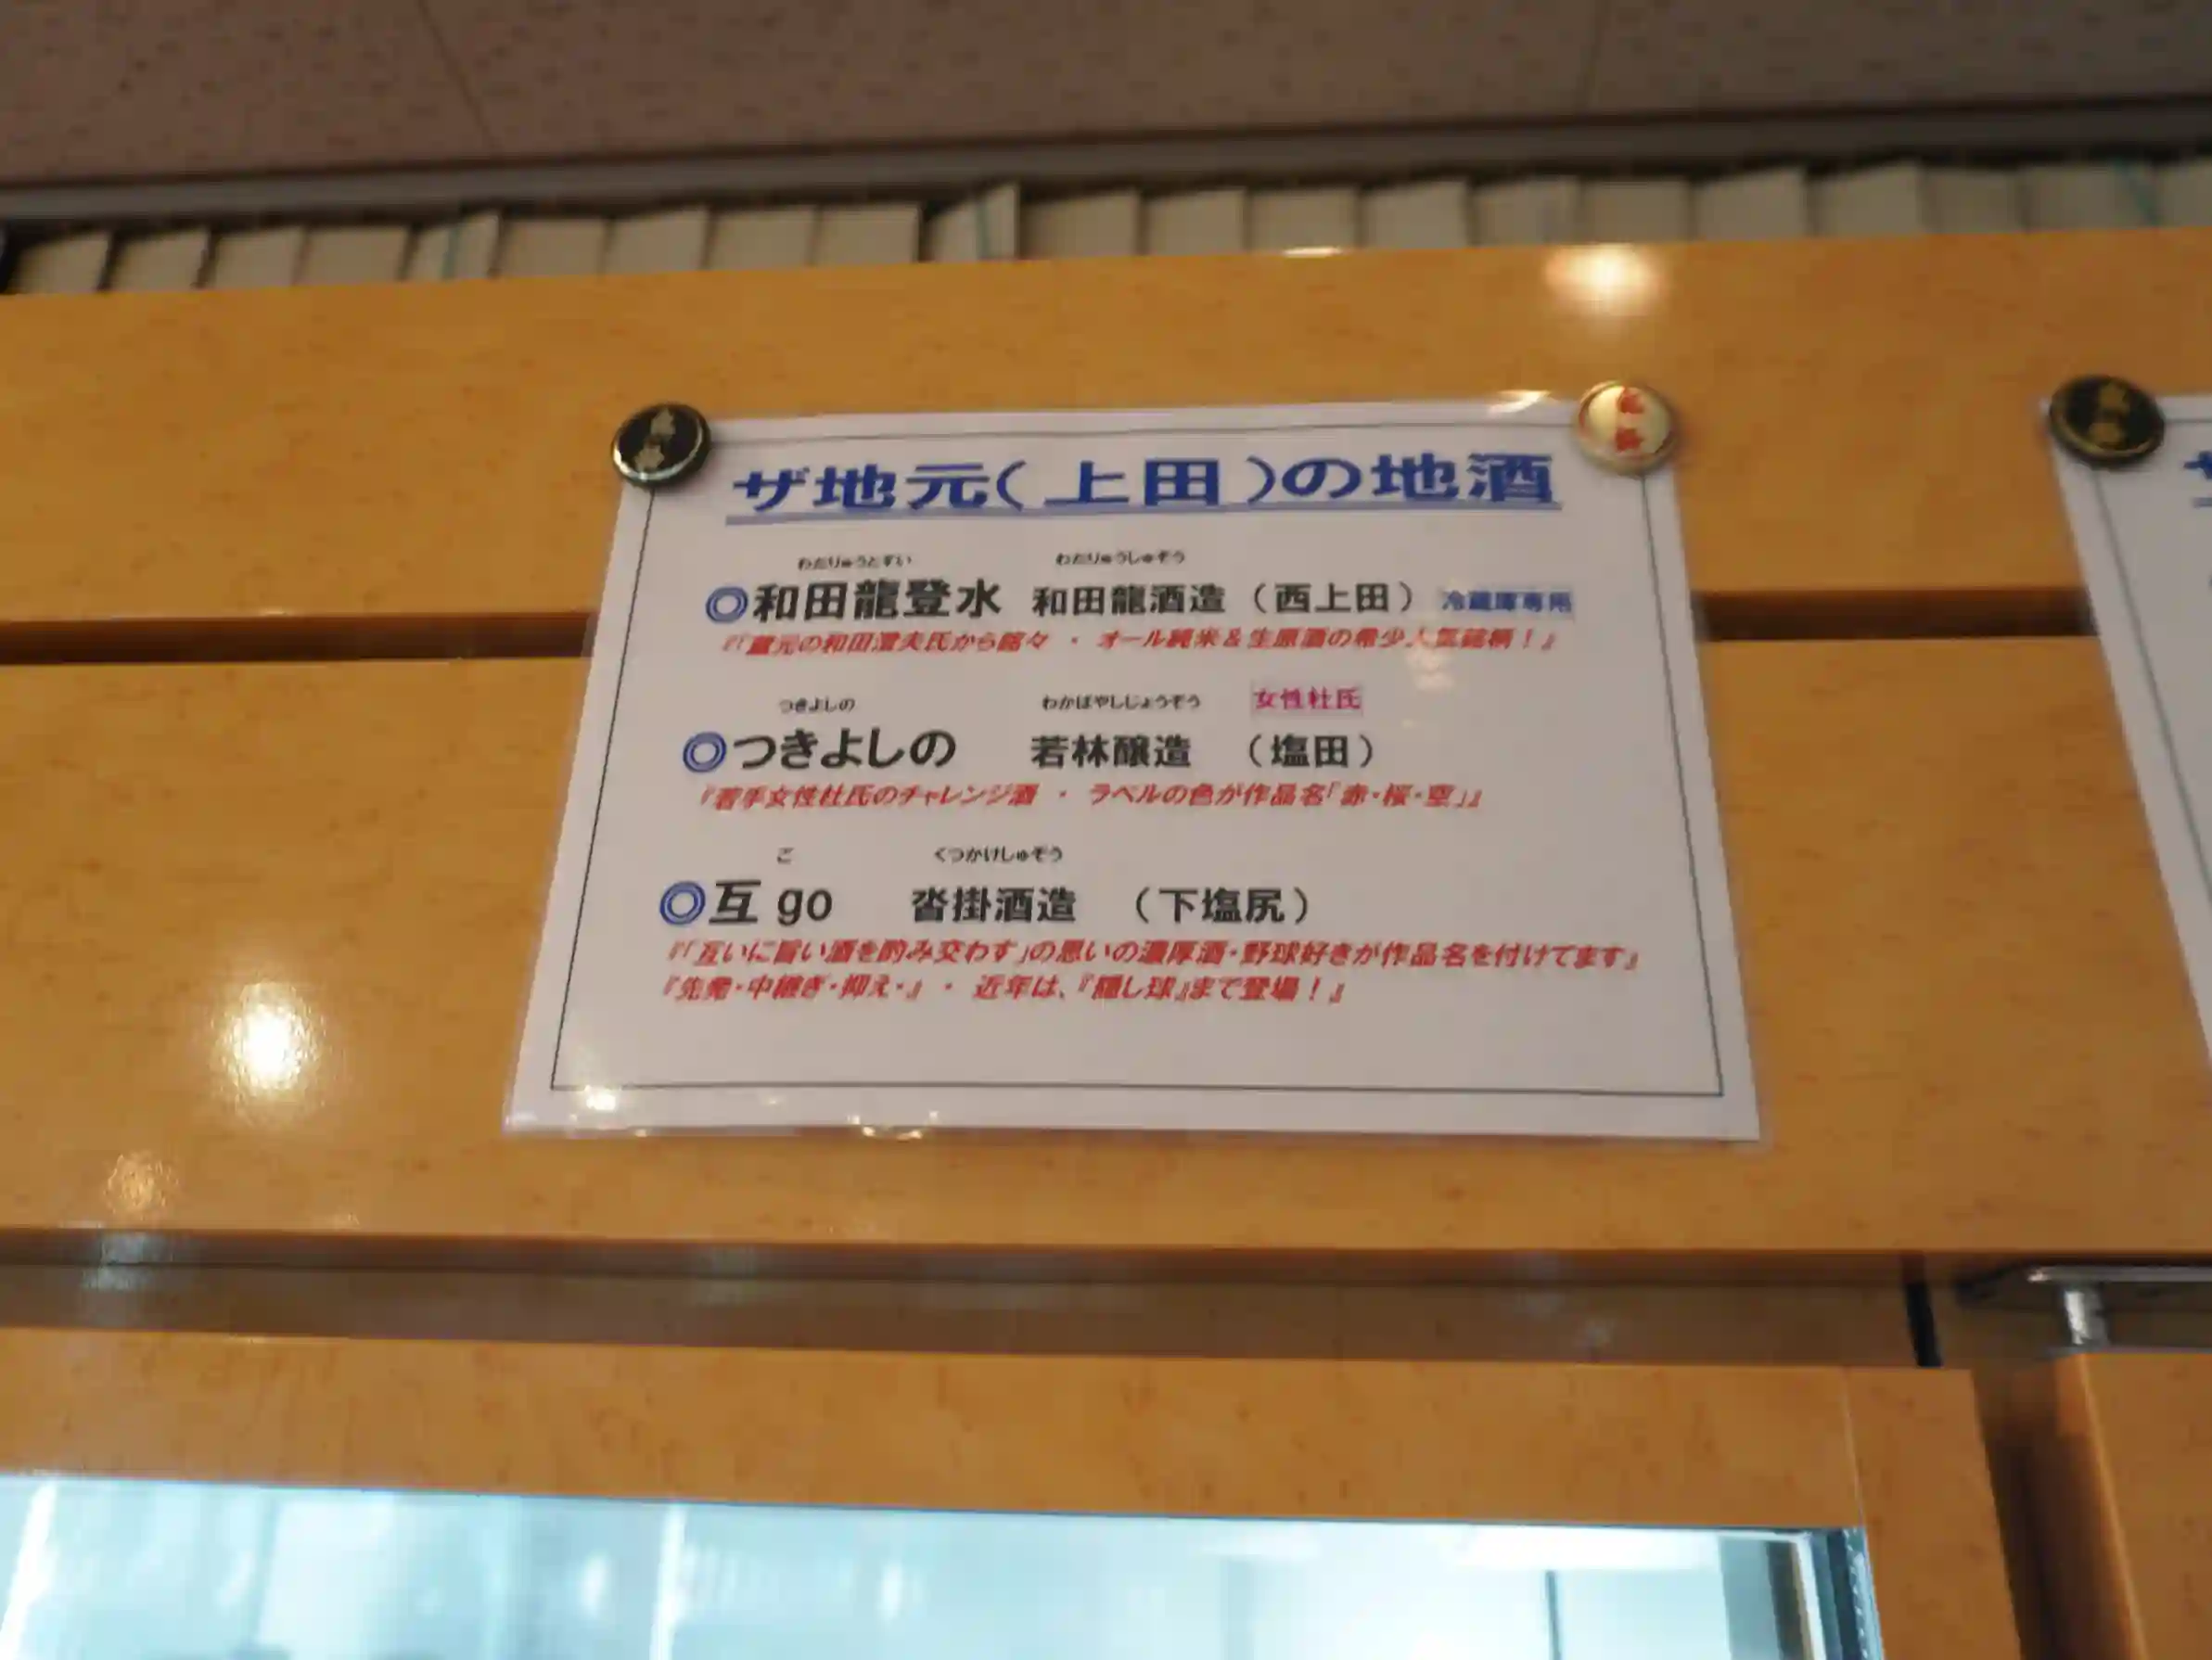 ザ地元(上田)の地酒
わたりゅうとすい わたりゅうしゅぞう
◎和田龍登水 和田龍酒造 (西上田) 冷蔵庫専用
『「蔵元の和田澄夫氏から銘々 ・ オール純米&生原酒の希少人気銘柄!』
つきよしの わかばやしじょうぞう 女性杜氏
◎つきよしの 若林醸造 (塩田)
『若手女性杜氏のチャレンジ酒 ・ ラベルの色が作品名「赤・桜・空」』
ご くつかけしゅぞう
◎互 go 沓掛酒造 (下塩尻)
『「互いに旨い酒を酌み交わす」の思いの濃厚酒・野球好きが作品名を付けてます』
『先発・中継ぎ・抑え・』・ 近年は、『隠し球』まで登場!』